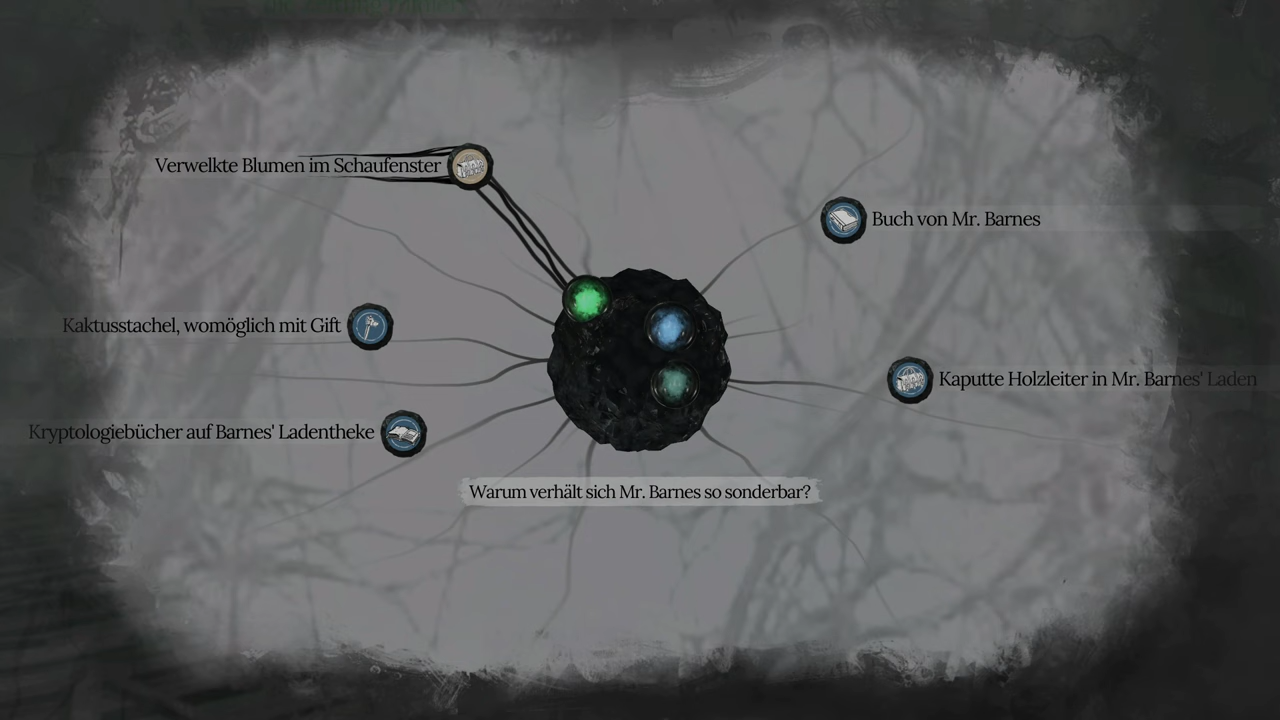 Verwelkte Blumen im Schaufenster
Buch von Mr. Barnes
Kaktusstachel, womöglich mit Gift
Kaputte Holzleiter in Mr. Barnes' Laden
Kryptologiebücher auf Barnes' Ladentheke
Warum verhält sich Mr. Barnes so sonderbar?